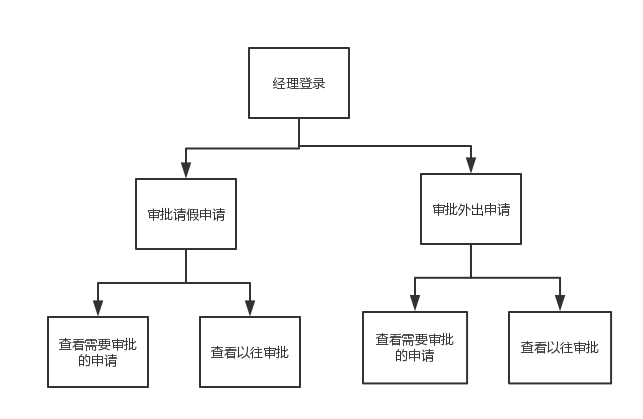 经理登录
审批请假申请
审批外出申请
查看需要审批
的申请
查看以往审批
查看需要审批
的申请
查看以往审批